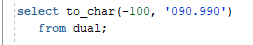 select to_char(-100, '090.990')
from dual;